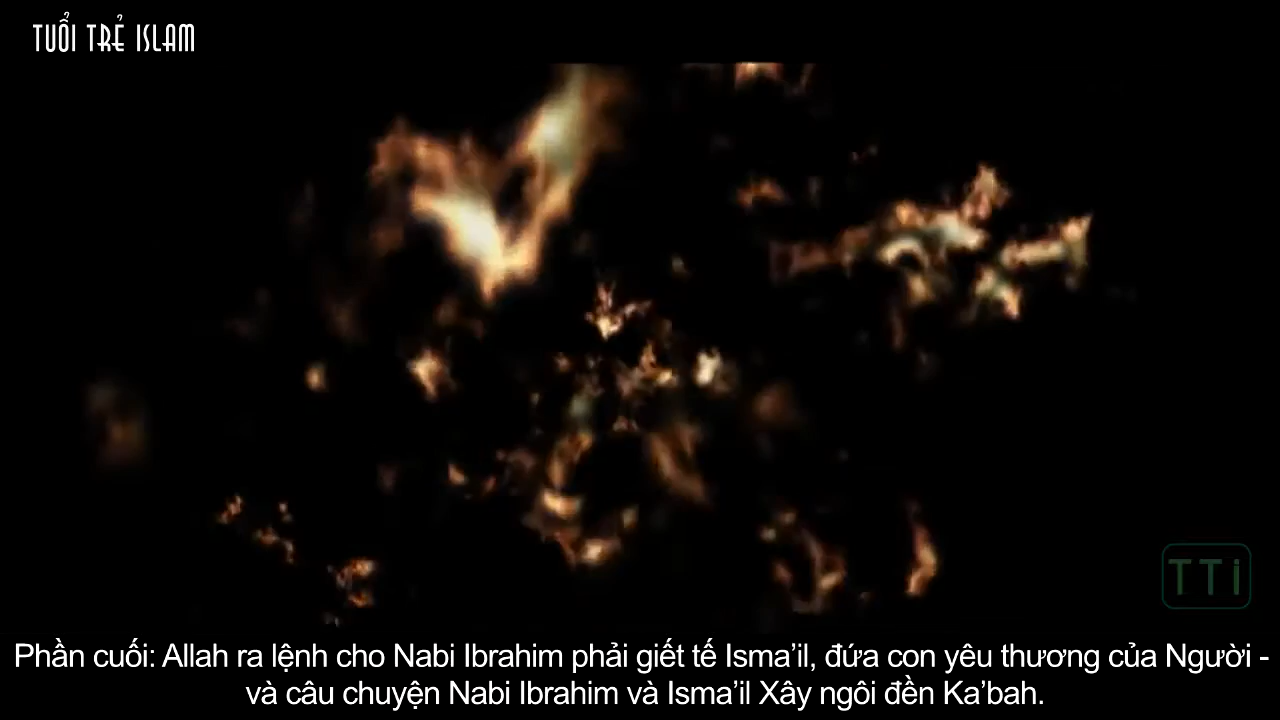 TUỔI TRẺ ISLAM
TTi
Phần cuối: Allah ra lệnh cho Nabi Ibrahim phải giết tế Isma’il, đứa con yêu thương của Người -
và câu chuyện Nabi Ibrahim và Isma’il Xây ngôi đền Ka’bah.